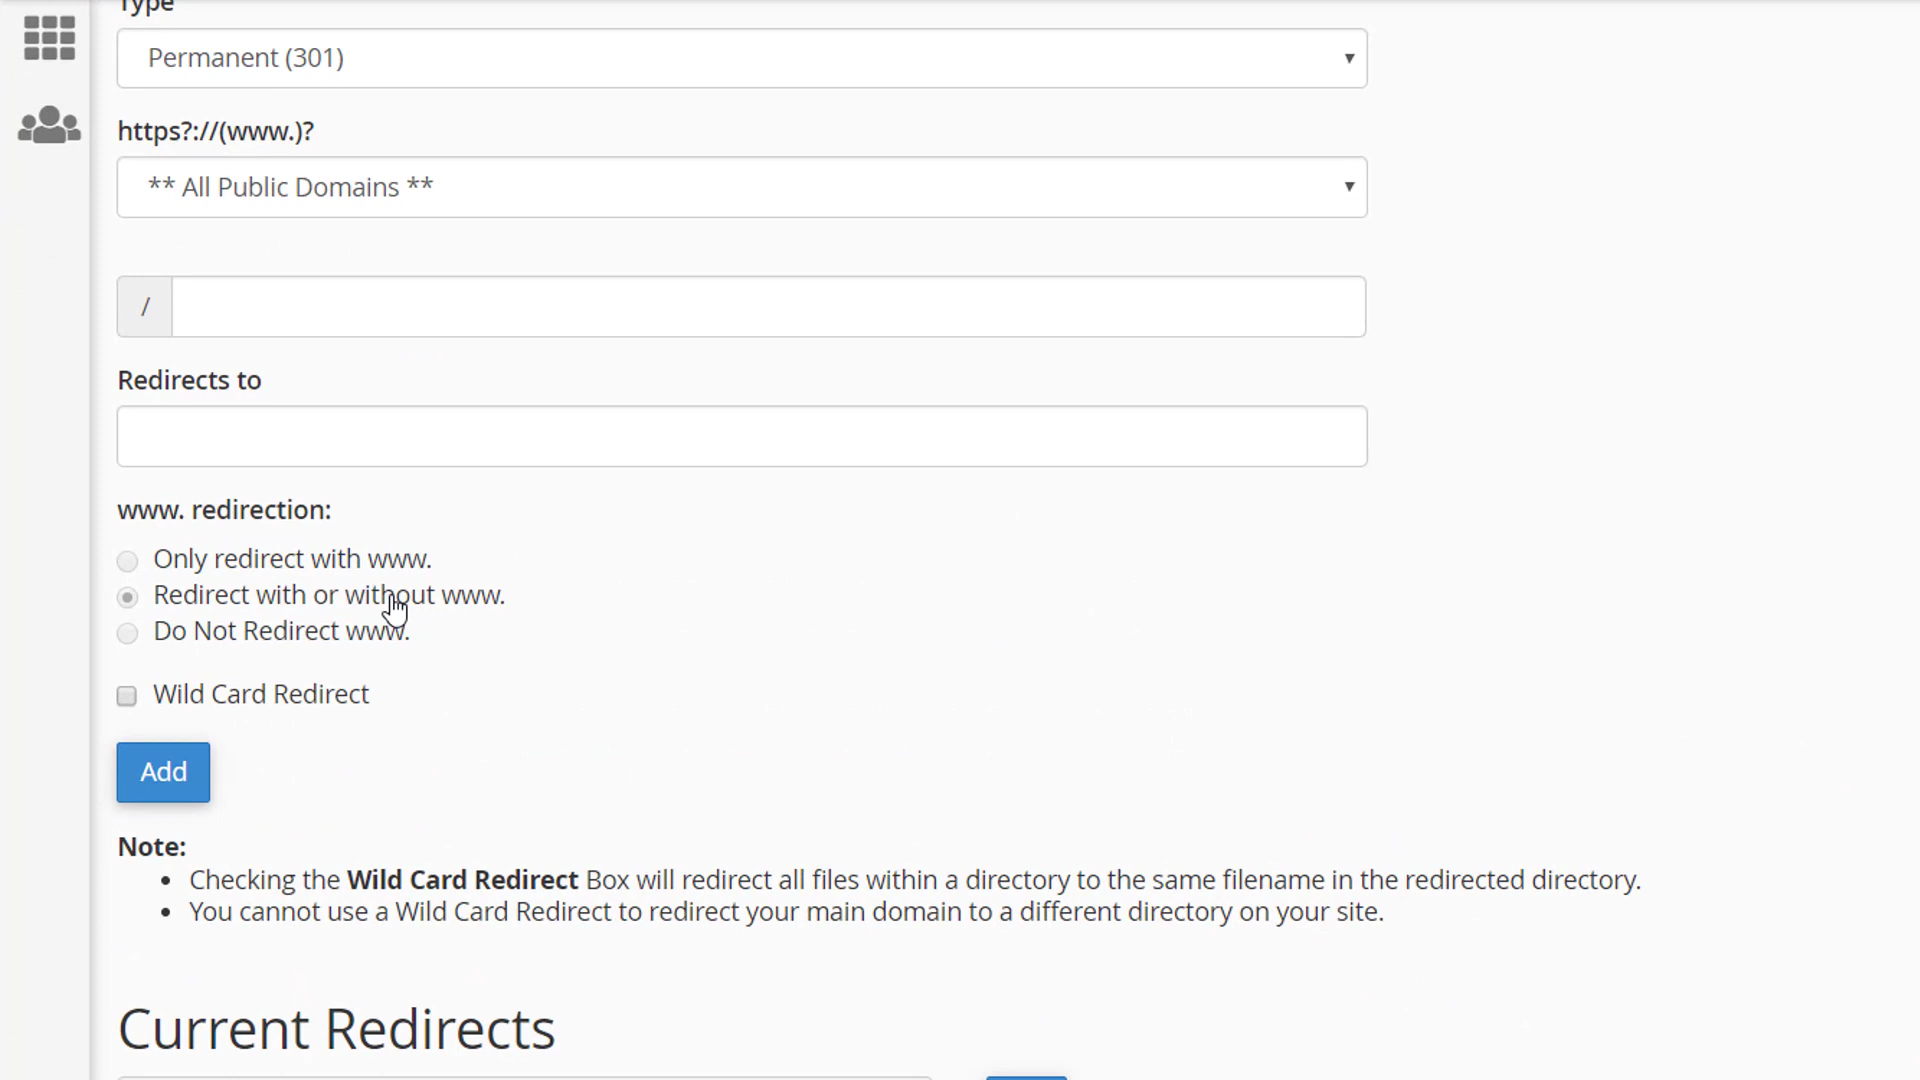 Type
Permanent (301)
https?://(www.)?
** All Public Domains **
/
Redirects to
www. redirection:
Only redirect with www.
Redirect with or without www.
Do Not Redirect www.
Wild Card Redirect
Add
Note:
• Checking the Wild Card Redirect Box will redirect all files within a directory to the same filename in the redirected directory.
• You cannot use a Wild Card Redirect to redirect your main domain to a different directory on your site.
Current Redirects